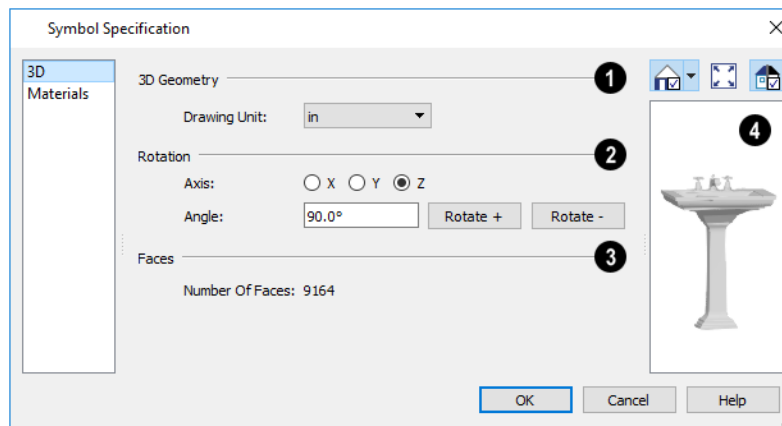 Symbol Specification
3D
Materials
3D Geometry 1
Drawing Unit: in
Rotation 2
Axis: X Y Z
Angle: 90.0° Rotate + Rotate -
Faces 3
Number Of Faces: 9164
4
OK Cancel Help